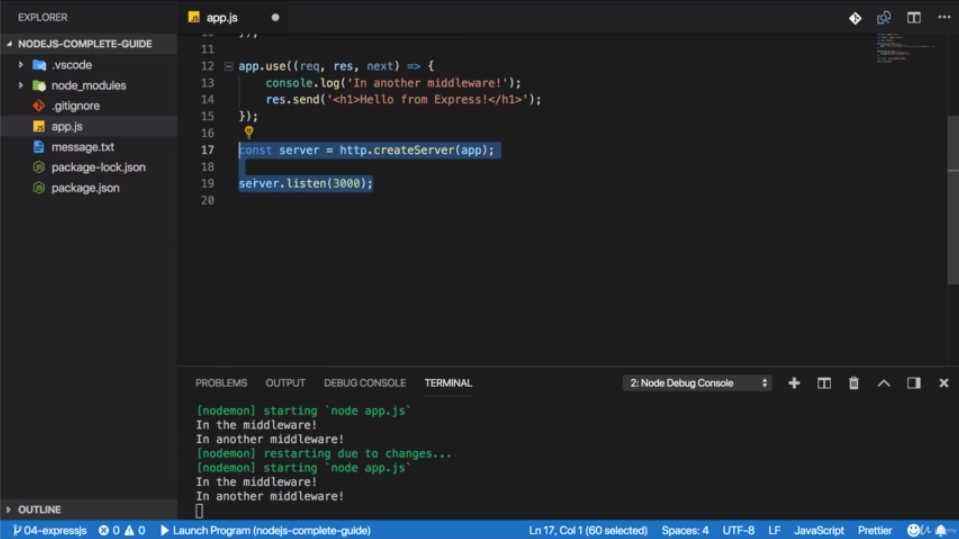 EXPLORER
app.js
NODEJS-COMPLETE-GUIDE
.vscode
node_modules
.gitignore
app.js
message.txt
package-lock.json
package.json
11
12 app.use((req, res, next) => {
13 console.log('In another middleware!');
14 res.send('<h1>Hello from Express!</h1>');
15 });
16
17 const server = http.createServer(app);
18
19 server.listen(3000);
20
PROBLEMS OUTPUT DEBUG CONSOLE TERMINAL 2: Node Debug Console
[nodemon] starting `node app.js`
In the middleware!
In another middleware!
[nodemon] restarting due to changes...
[nodemon] starting `node app.js`
In the middleware!
In another middleware!
OUTLINE
04-expressjs 0 0 Launch Program (nodejs-complete-guide) Ln 17, Col 1 (60 selected) Spaces: 4 UTF-8 LF JavaScript Prettier